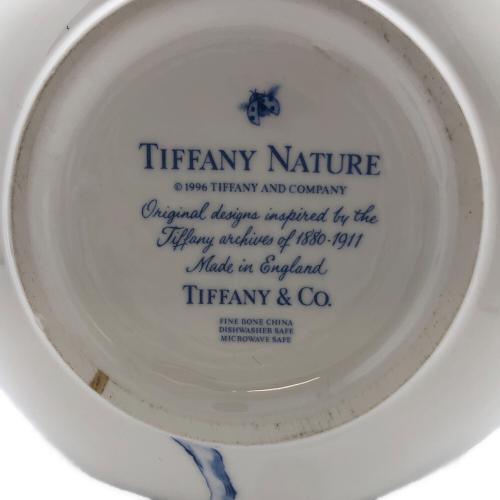 TIFFANY NATURE
© 1996 TIFFANY AND COMPANY
Original designs inspired by the
Tiffany archives of 1880-1911
Made in England
TIFFANY & CO.
FINE BONE CHINA
DISHWASHER SAFE
MICROWAVE SAFE